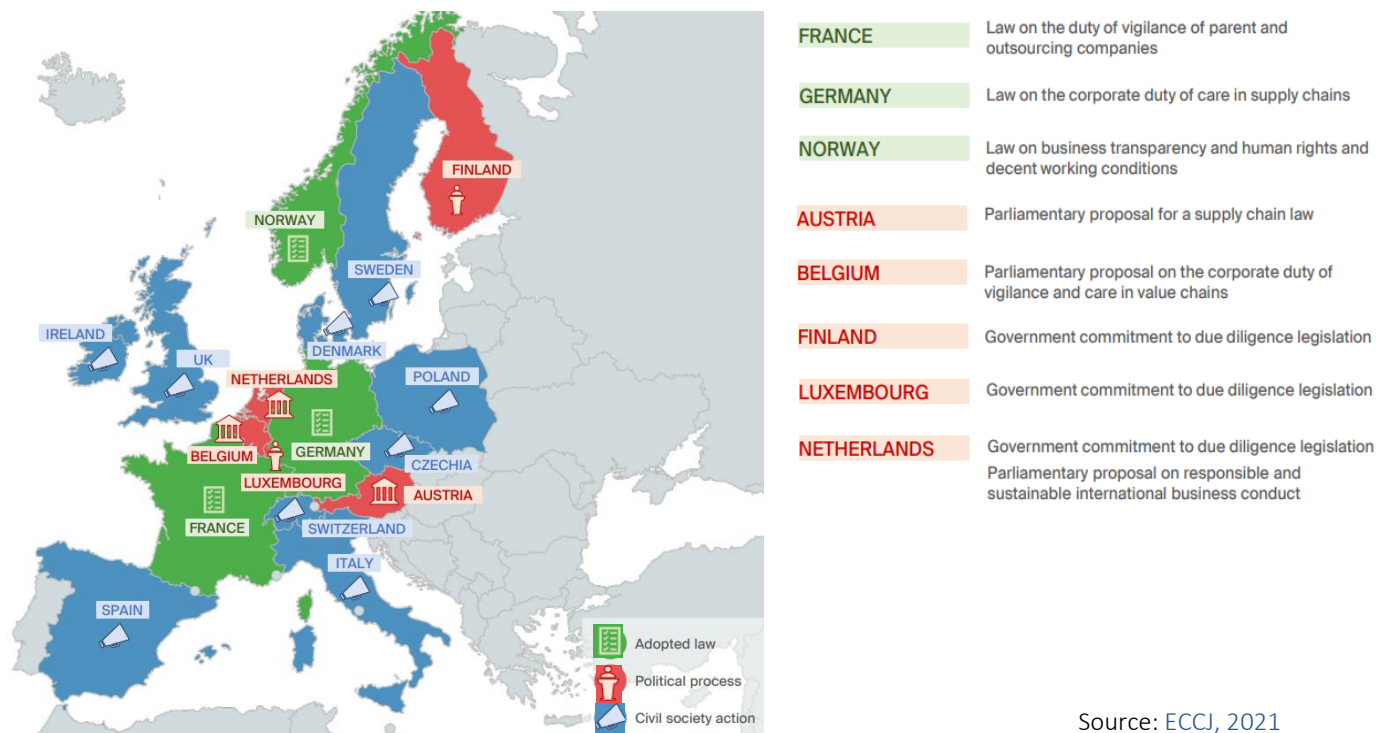 FINLAND
NORWAY
SWEDEN
IRELAND
UK
DENMARK
NETHERLANDS
POLAND
BELGIUM
GERMANY
CZECHIA
LUXEMBOURG
AUSTRIA
FRANCE
SWITZERLAND
ITALY
SPAIN
Adopted law
Political process
Civil society action
FRANCE
Law on the duty of vigilance of parent and
outsourcing companies
GERMANY
Law on the corporate duty of care in supply chains
NORWAY
Law on business transparency and human rights and
decent working conditions
AUSTRIA
Parliamentary proposal for a supply chain law
BELGIUM
Parliamentary proposal on the corporate duty of
vigilance and care in value chains
FINLAND
Government commitment to due diligence legislation
LUXEMBOURG
Government commitment to due diligence legislation
NETHERLANDS
Government commitment to due diligence legislation
Parliamentary proposal on responsible and
sustainable international business conduct
Source: ECCJ, 2021